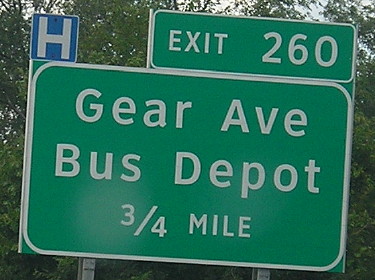 H
EXIT 260
Gear Ave
Bus Depot
3/4 MILE